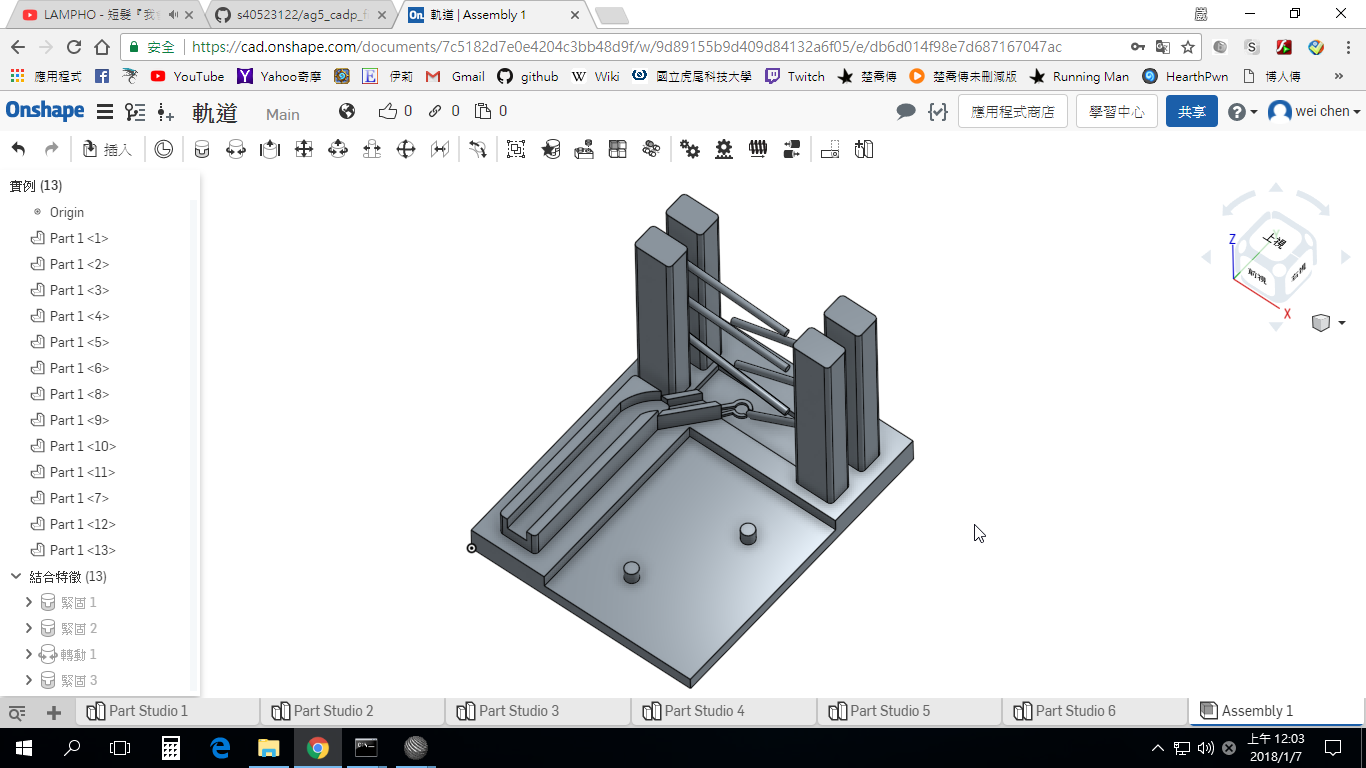 LAMPHO - 短髮『我
s40523122/ag5_cadp_f
On. 軌道 | Assembly 1
安全 | https://cad.onshape.com/documents/7c5182d7e0e4204c3bb48d9f/w/9d89155b9d409d84132a6f05/e/db6d014f98e7d687167047ac
應用程式 YouTube Yahoo奇摩 伊莉 Gmail github Wiki 國立虎尾科技大學 Twitch 楚喬傳 楚喬傳未刪減版 Running Man HearthPwn 博人傳 »
Onshape 軌道 Main 0 0 0 應用程式商店 學習中心 共享 wei chen
插入
實例 (13)
Origin
Part 1 <1>
Part 1 <2>
Part 1 <3>
Part 1 <4>
Part 1 <5>
Part 1 <6>
Part 1 <8>
Part 1 <9>
Part 1 <10>
Part 1 <11>
Part 1 <7>
Part 1 <12>
Part 1 <13>
結合特徵 (13)
緊固 1
緊固 2
轉動 1
緊固 3
Z
上視
前視
右視
X
Part Studio 1
Part Studio 2
Part Studio 3
Part Studio 4
Part Studio 5
Part Studio 6
Assembly 1
上午 12:03
2018/1/7